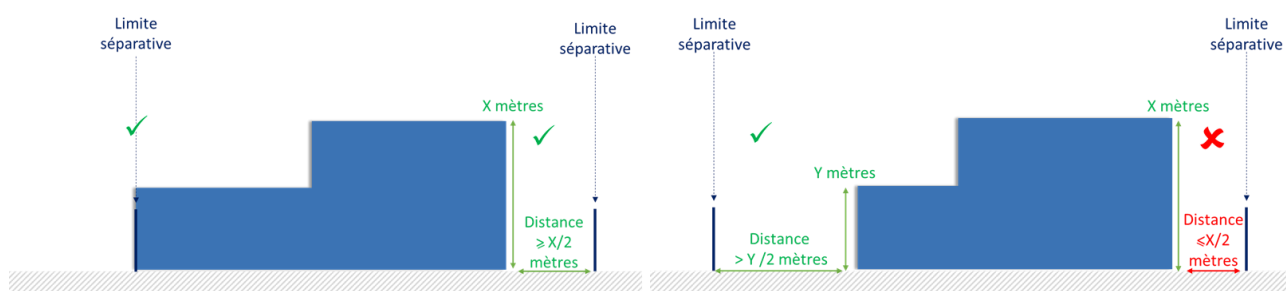 Limite
séparative
Limite
séparative
X mètres
Distance
⩾ X/2
mètres
Limite
séparative
Limite
séparative
X mètres
Y mètres
Distance
> Y /2 mètres
Distance
⩽X/2
mètres